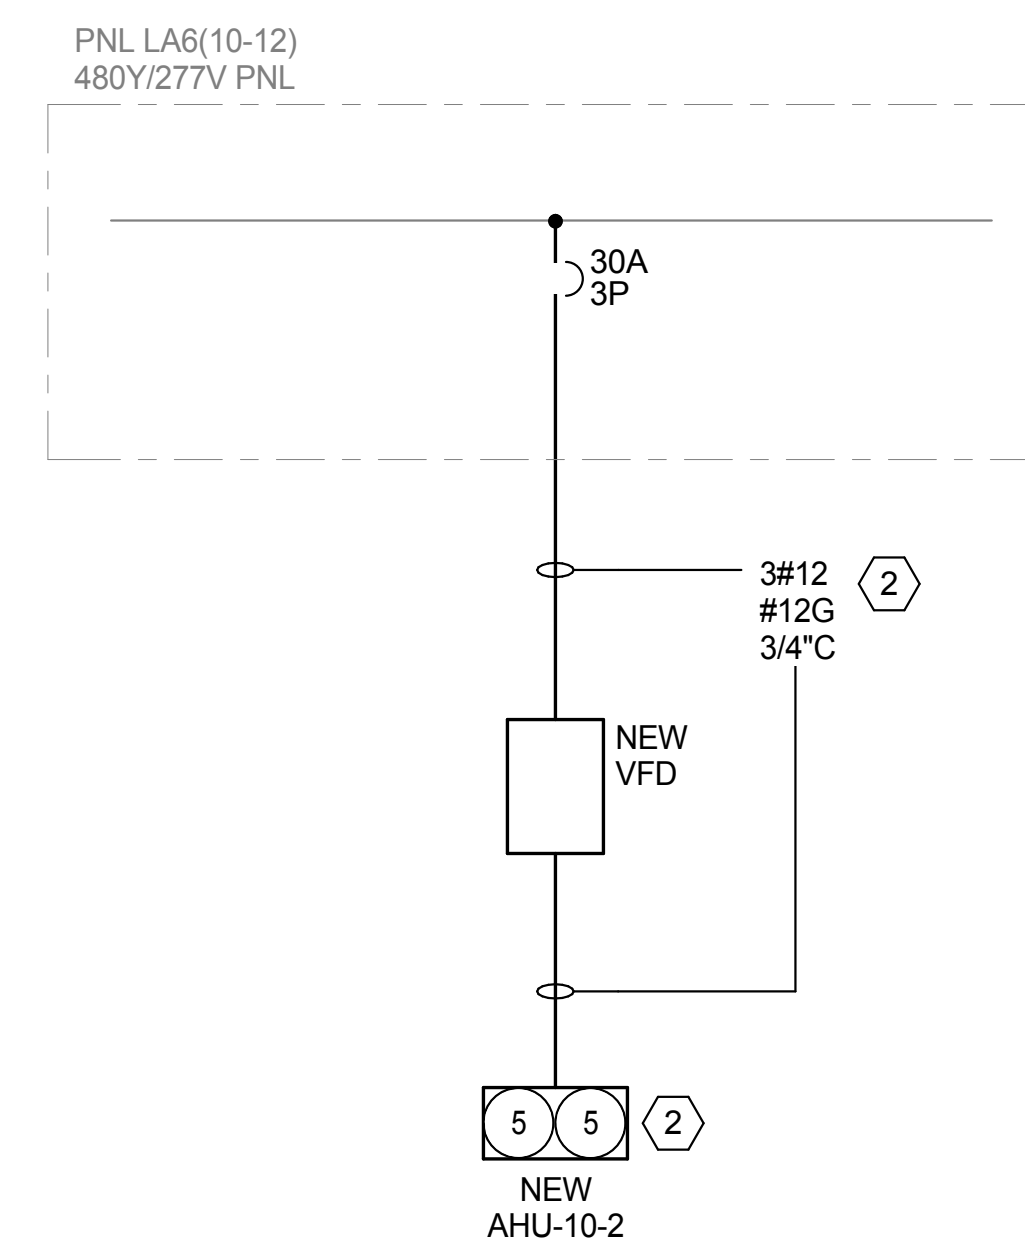 PNL LA6(10-12)
480Y/277V PNL
30A
3P
3#12
2
#12G
3/4"C
NEW
VFD
5 5
2
NEW
AHU-10-2